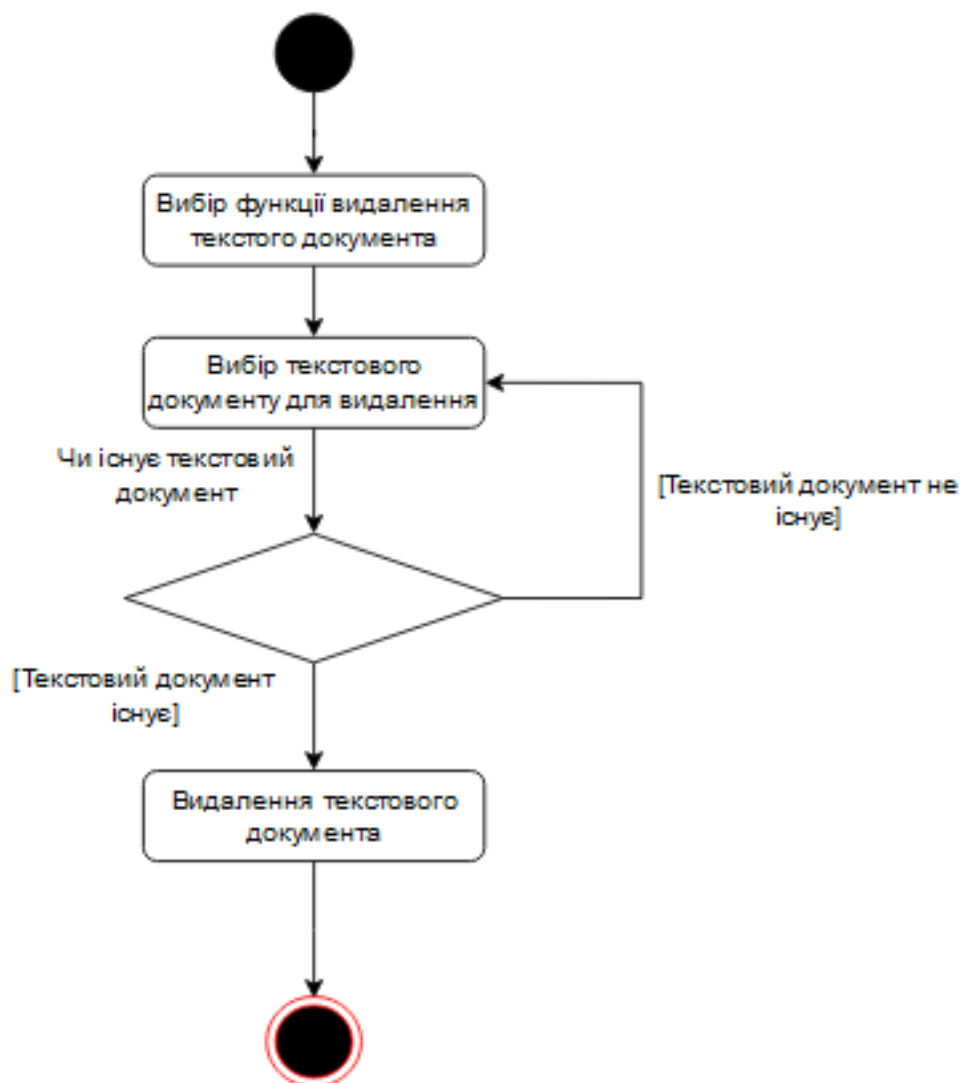 Вибір функції видалення
текстого документа
Вибір текстового
документу для видалення
Чи існує текстовий
документ
[Текстовий документ не
існує]
[Текстовий документ
існує]
Видалення текстового
документа